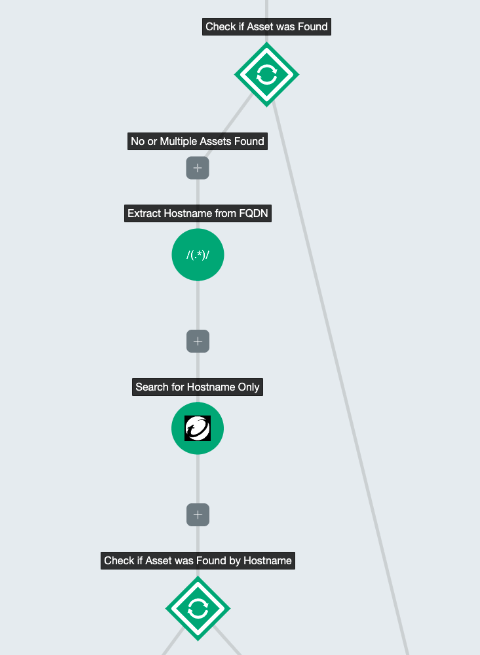 Check if Asset was Found
No or Multiple Assets Found
Extract Hostname from FQDN
/(.*)/
Search for Hostname Only
Check if Asset was Found by Hostname